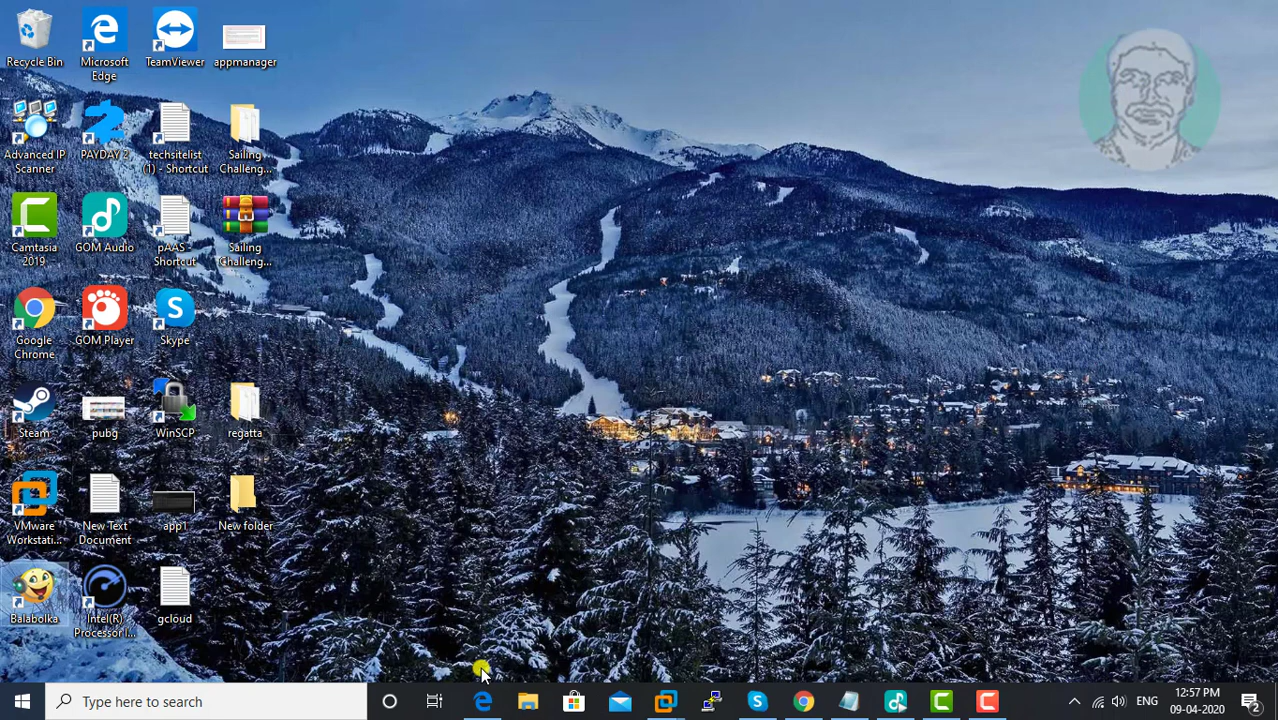 Recycle Bin
Microsoft
Edge
TeamViewer
appmanager
Advanced IP
Scanner
PAYDAY 2
techsitelist
(1) - Shortcut
Sailing
Challeng...
Camtasia
2019
GOM Audio
pAAS -
Shortcut
Sailing
Challeng...
Google
Chrome
GOM Player
Skype
Steam
pubg
WinSCP
regatta
VMware
Workstati...
New Text
Document
app1
New folder
Balabolka
Intel(R)
Processor I...
gcloud
Type here to search
ENG
12:57 PM
09-04-2020
2